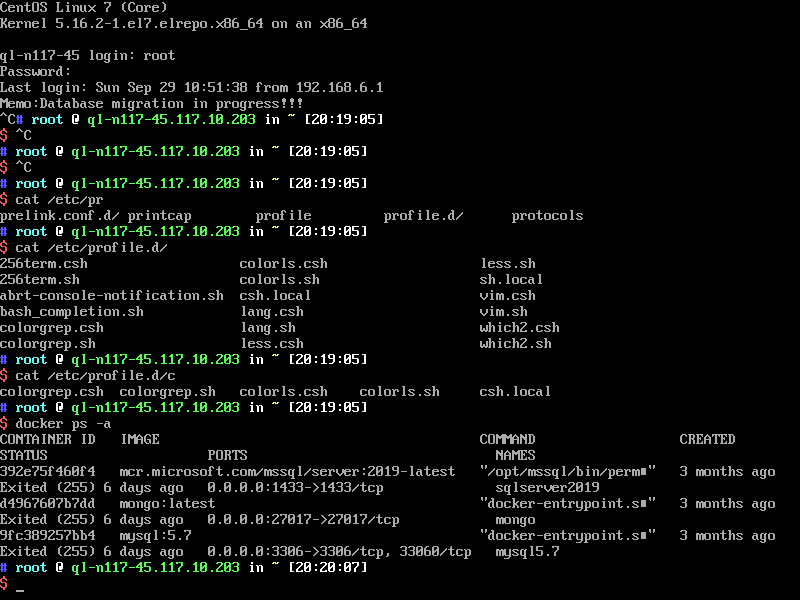 CentOS Linux 7 (Core)
Kernel 5.16.2-1.el7.elrepo.x86_64 on an x86_64
ql-n117-45 login: root
Password:
Last login: Sun Sep 29 10:51:38 from 192.168.6.1
Memo:Database migration in progress!!!
^C# root @ ql-n117-45.117.10.203 in ~ [20:19:05]
$ ^C
# root @ ql-n117-45.117.10.203 in ~ [20:19:05]
$ ^C
# root @ ql-n117-45.117.10.203 in ~ [20:19:05]
$ cat /etc/pr
prelink.conf.d/ printcap        profile         profile.d/      protocols
# root @ ql-n117-45.117.10.203 in ~ [20:19:05]
$ cat /etc/profile.d/
256term.csh                   colorls.csh                   less.sh
256term.sh                    colorls.sh                    sh.local
abrt-console-notification.sh  csh.local                     vim.csh
bash_completion.sh            lang.csh                      vim.sh
colorgrep.csh                 lang.sh                       which2.csh
colorgrep.sh                  less.csh                      which2.sh
# root @ ql-n117-45.117.10.203 in ~ [20:19:05]
$ cat /etc/profile.d/c
colorgrep.csh  colorgrep.sh   colorls.csh    colorls.sh     csh.local
# root @ ql-n117-45.117.10.203 in ~ [20:19:05]
$ docker ps -a
CONTAINER ID   IMAGE                                        COMMAND                  CREATED
STATUS                    PORTS                               NAMES
392e75f460f4   mcr.microsoft.com/mssql/server:2019-latest   "/opt/mssql/bin/perm■"   3 months ago
Exited (255) 6 days ago   0.0.0.0:1433->1433/tcp              sqlserver2019
d4967607b7dd   mongo:latest                                 "docker-entrypoint.s■"   3 months ago
Exited (255) 6 days ago   0.0.0.0:27017->27017/tcp            mongo
9fc389257bb4   mysql:5.7                                    "docker-entrypoint.s■"   3 months ago
Exited (255) 6 days ago   0.0.0.0:3306->3306/tcp, 33060/tcp   mysql5.7
# root @ ql-n117-45.117.10.203 in ~ [20:20:07]
$ _